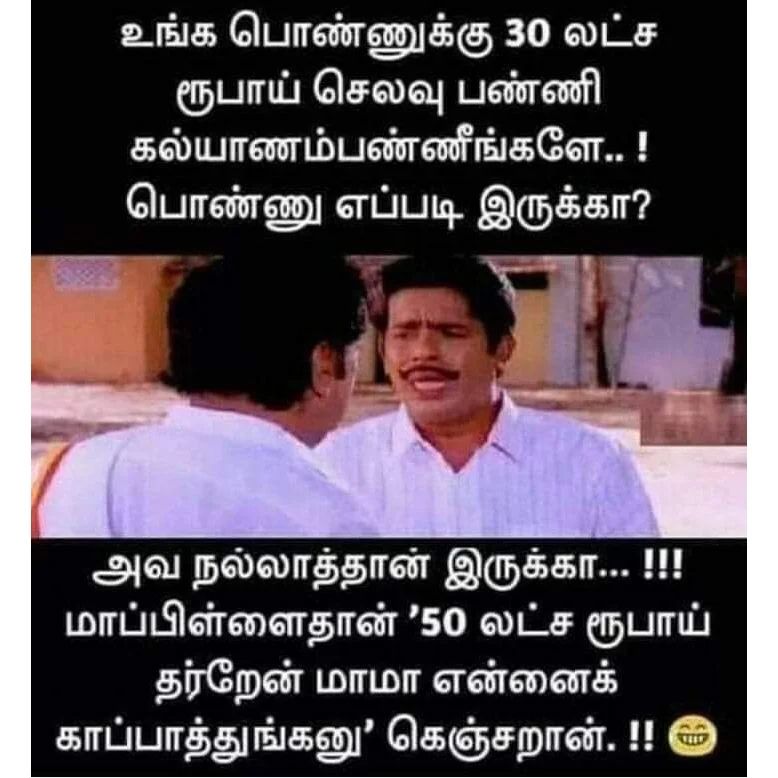 உங்க பொண்ணுக்கு 30 லட்ச
ரூபாய் செலவு பண்ணி
கல்யாணம்பண்ணீங்களே.. !
பொண்ணு எப்படி இருக்கா?
அவ நல்லாத்தான் இருக்கா... !!!
மாப்பிள்ளைதான் ’50 லட்ச ரூபாய்
தர்றேன் மாமா என்னைக்
காப்பாத்துங்கனு’ கெஞ்சறான். !! 😁